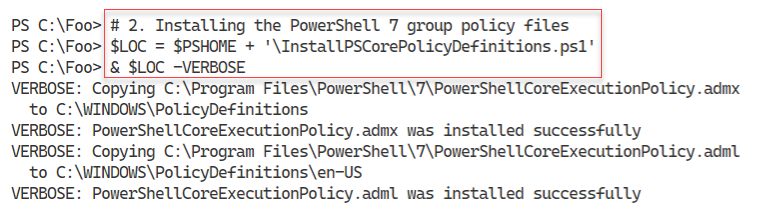 PS C:\Foo> # 2. Installing the PowerShell 7 group policy files
PS C:\Foo> $LOC = $PSHOME + '\InstallPSCorePolicyDefinitions.ps1'
PS C:\Foo> & $LOC -VERBOSE
VERBOSE: Copying C:\Program Files\PowerShell\7\PowerShellCoreExecutionPolicy.admx
to C:\WINDOWS\PolicyDefinitions
VERBOSE: PowerShellCoreExecutionPolicy.admx was installed successfully
VERBOSE: Copying C:\Program Files\PowerShell\7\PowerShellCoreExecutionPolicy.adml
to C:\WINDOWS\PolicyDefinitions\en-US
VERBOSE: PowerShellCoreExecutionPolicy.adml was installed successfully